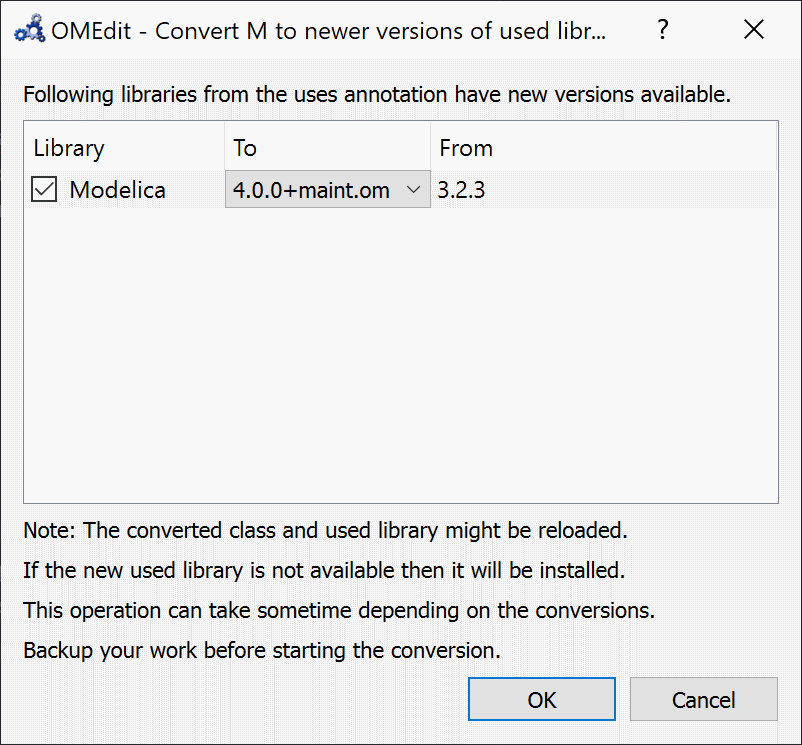 OMEdit - Convert M to newer versions of used libr...
?
Following libraries from the uses annotation have new versions available.
Library To From
Modelica 4.0.0+maint.om 3.2.3
Note: The converted class and used library might be reloaded.
If the new used library is not available then it will be installed.
This operation can take sometime depending on the conversions.
Backup your work before starting the conversion.
OK Cancel